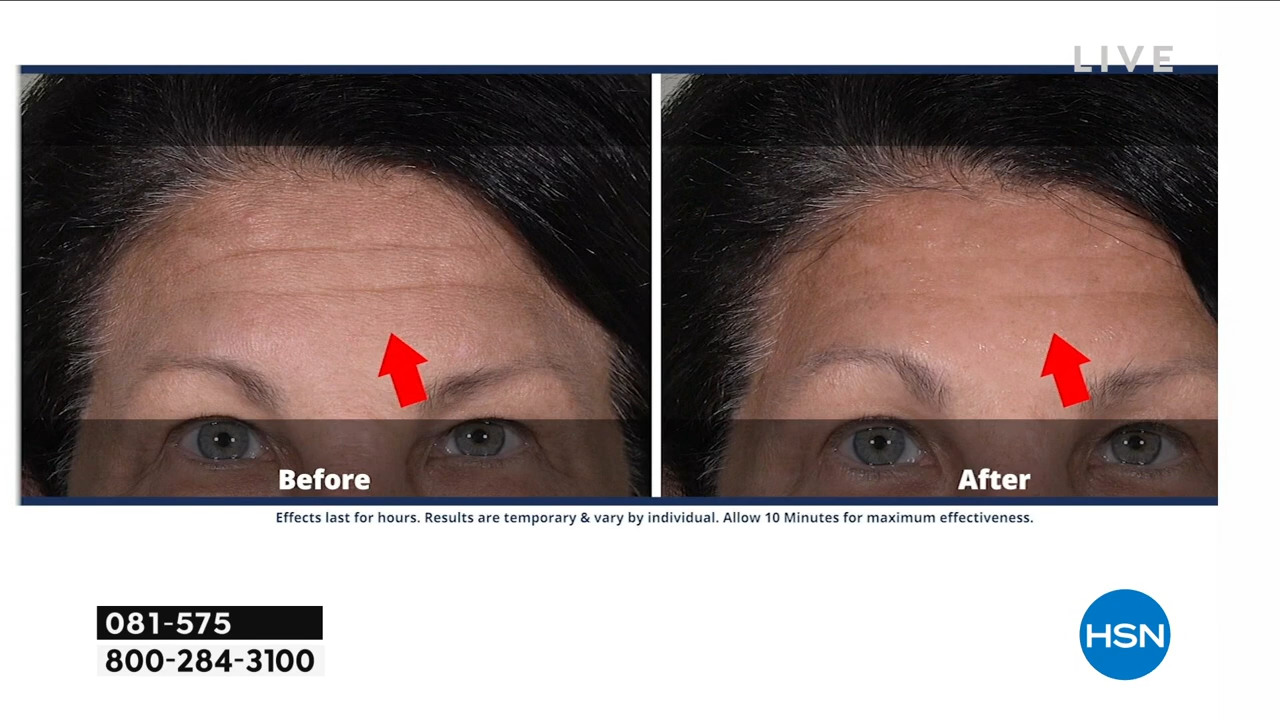 LIVE
Before
After
Effects last for hours. Results are temporary & vary by individual. Allow 10 Minutes for maximum effectiveness.
081-575
800-284-3100
HSN